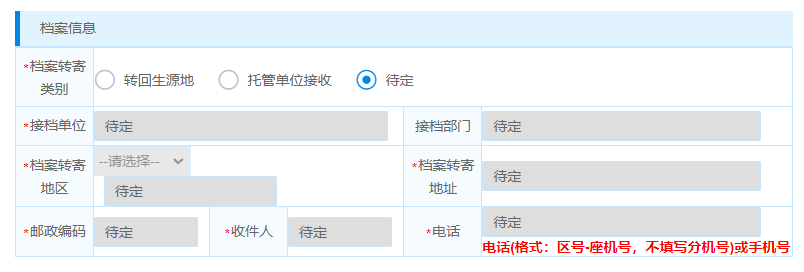 档案信息
*档案转寄
类别
转回生源地 托管单位接收 待定
*接档单位 待定 接档部门 待定
*档案转寄
地区
--请选择--
待定
*档案转寄
地址
待定
*邮政编码 待定 *收件人 待定 *电话 待定
电话(格式：区号-座机号，不填写分机号)或手机号